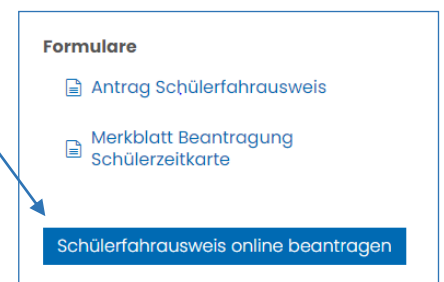 Formulare
Antrag Schülerfahrausweis
Merkblatt Beantragung
Schülerzeitkarte
Schülerfahrausweis online beantragen